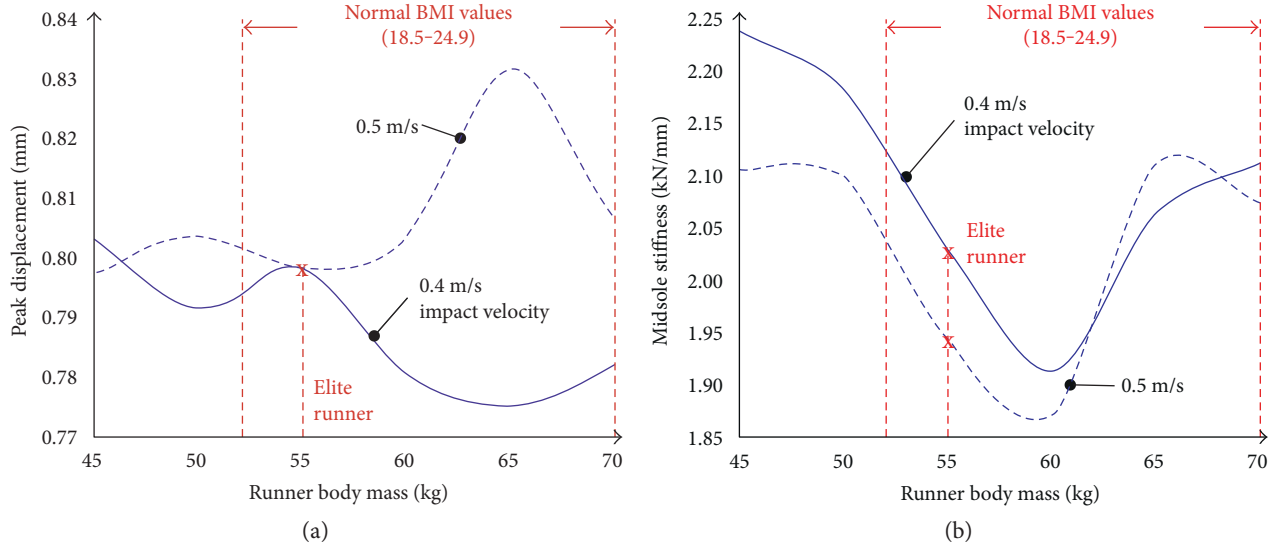 Normal BMI values
(18.5-24.9)
0.84
0.83
0.82
0.81
0.80
0.79
0.78
0.77
Peak displacement (mm)
0.5 m/s
0.4 m/s
impact velocity
Elite
runner
45 50 55 60 65 70
Runner body mass (kg)
(a)
Normal BMI values
(18.5-24.9)
2.25
2.20
2.15
2.10
2.05
2.00
1.95
1.90
1.85
Midsole stiffness (kN/mm)
0.4 m/s
impact velocity
Elite
runner
0.5 m/s
45 50 55 60 65 70
Runner body mass (kg)
(b)